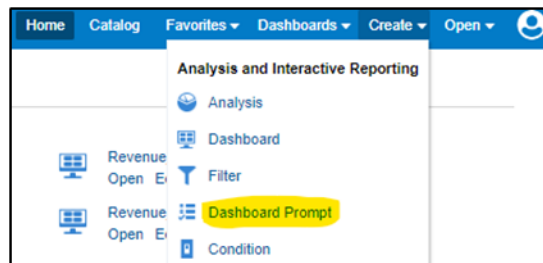 Home Catalog Favorites Dashboards Create Open
Analysis and Interactive Reporting
Analysis
Dashboard
Revenue
Open
Filter
Revenue
Dashboard Prompt
Open
Condition